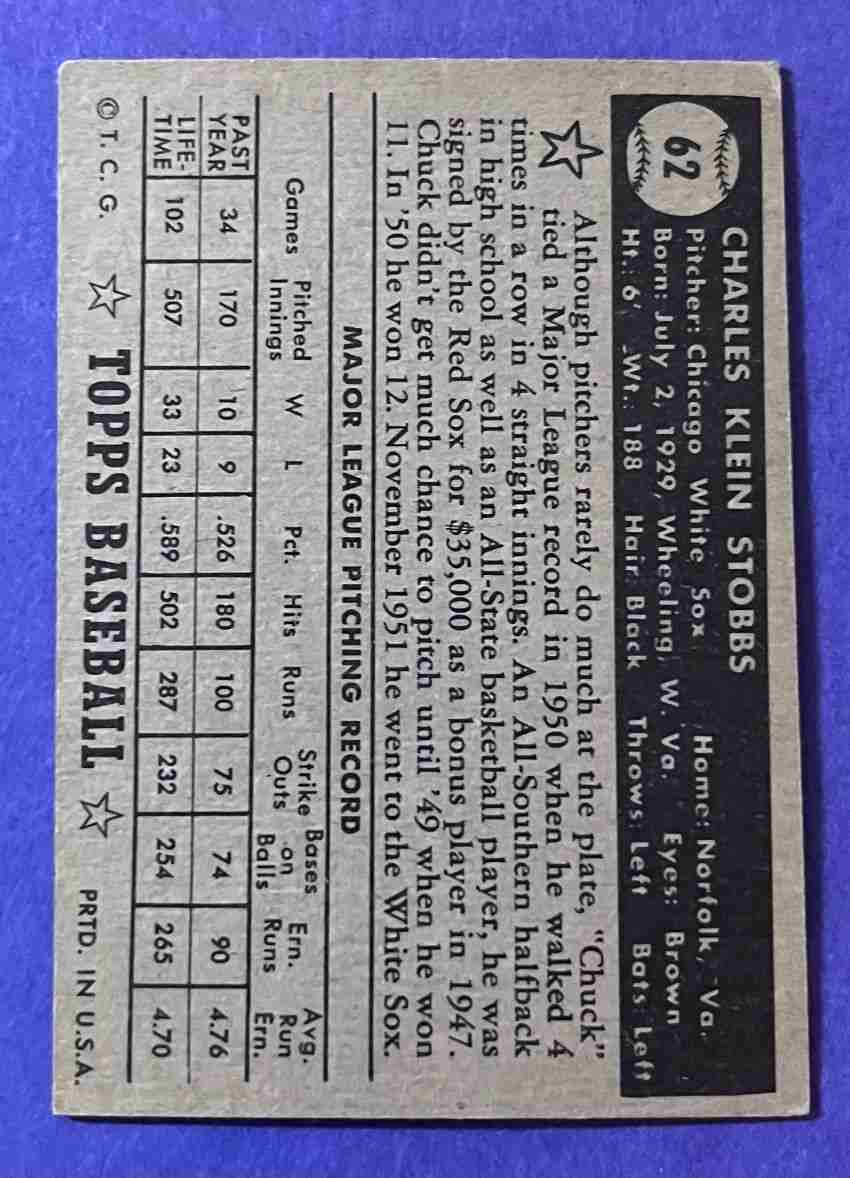 62
CHARLES KLEIN STOBBS
Pitcher: Chicago White Sox Home: Norfolk, Va.
Born: July 2, 1929, Wheeling, W. Va. Eyes: Brown
Ht.: 6' Wt.: 188 Hair: Black Throws: Left Bats: Left
Although pitchers rarely do much at the plate, "Chuck"
tied a Major League record in 1950 when he walked 4
times in a row in 4 straight innings. An All-Southern halfback
in high school as well as an All-State basketball player, he was
signed by the Red Sox for $35,000 as a bonus player in 1947.
Chuck didn't get much chance to pitch until '49 when he won
11. In '50 he won 12. November 1951 he went to the White Sox.
MAJOR LEAGUE PITCHING RECORD
Games Pitched Innings W L Pct. Hits Runs Strike Outs Bases on Balls Ern. Runs Avg. Run Ern.
PAST YEAR 34 170 10 9 .526 180 100 75 74 90 4.76
LIFE-TIME 102 507 33 23 .589 502 287 232 254 265 4.70
© T. C. G. TOPPS BASEBALL PRTD. IN U.S.A.